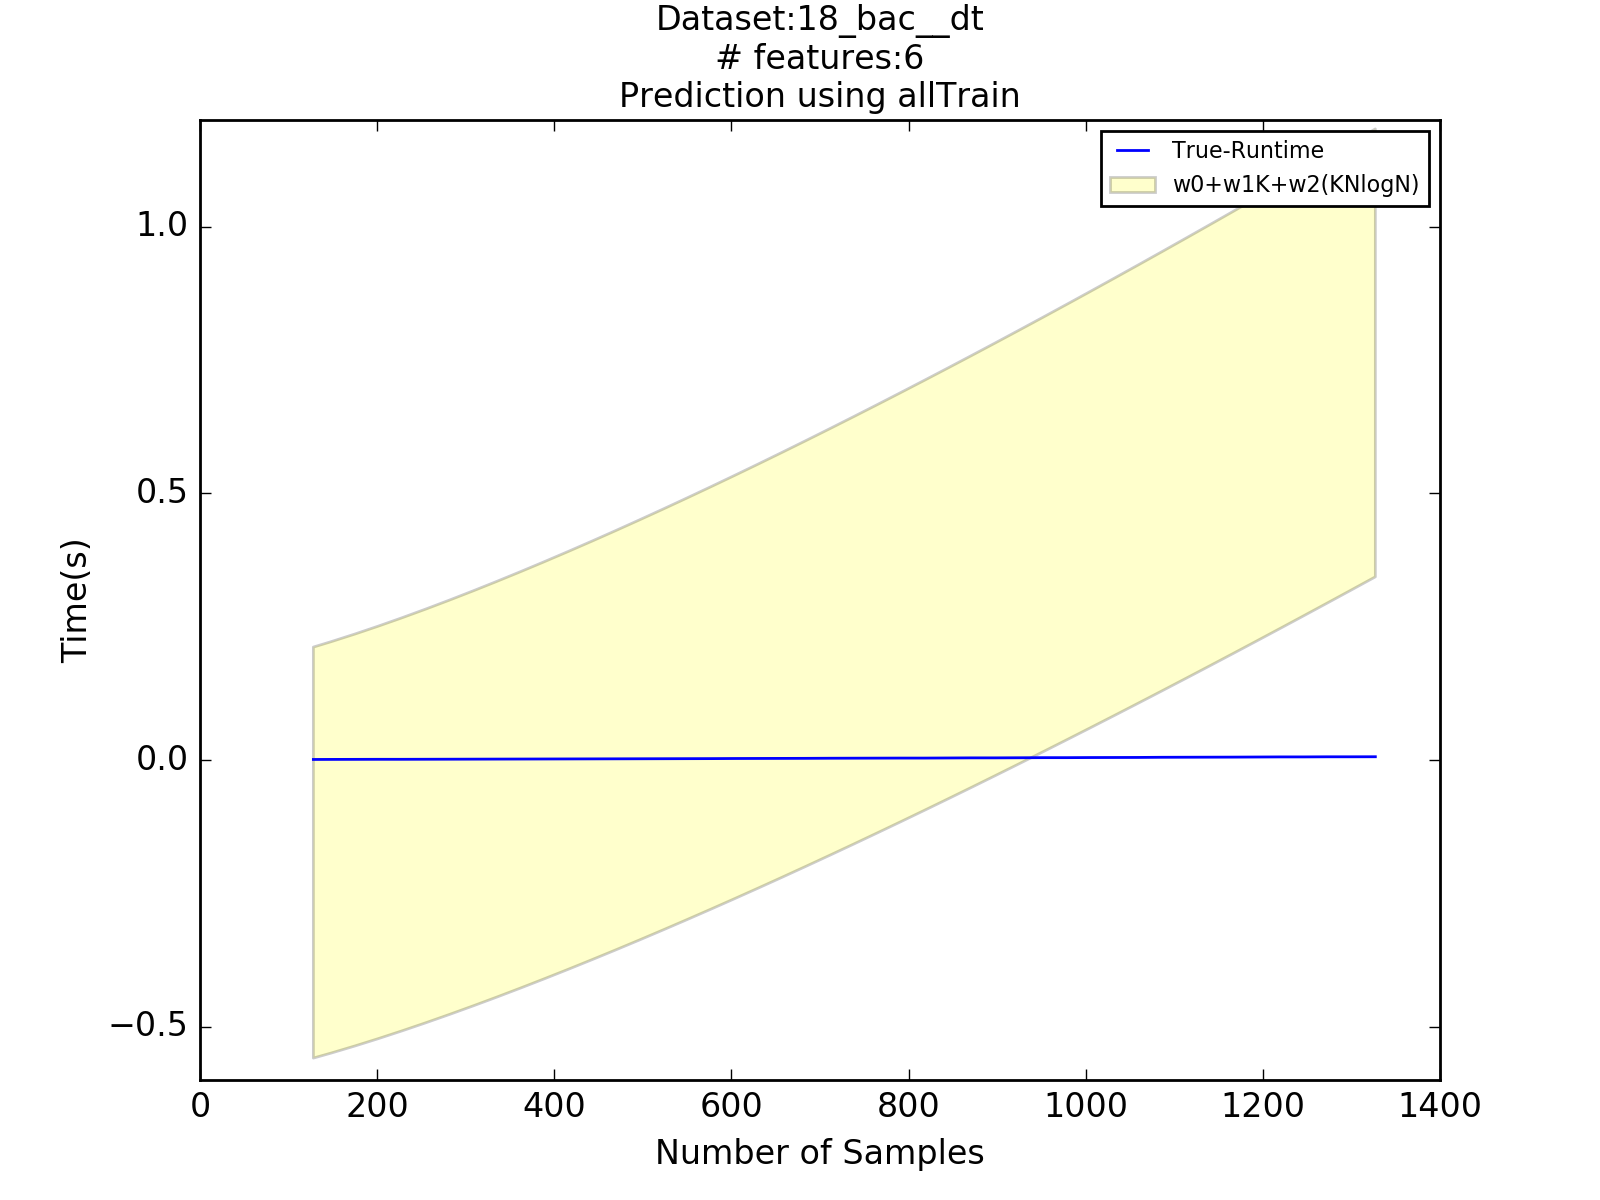 Dataset:18_bac__dt
# features:6
Prediction using allTrain
True-Runtime
w0+w1K+w2(KNlogN)
1.0
0.5
0.0
−0.5
Time(s)
0 200 400 600 800 1000 1200 1400
Number of Samples